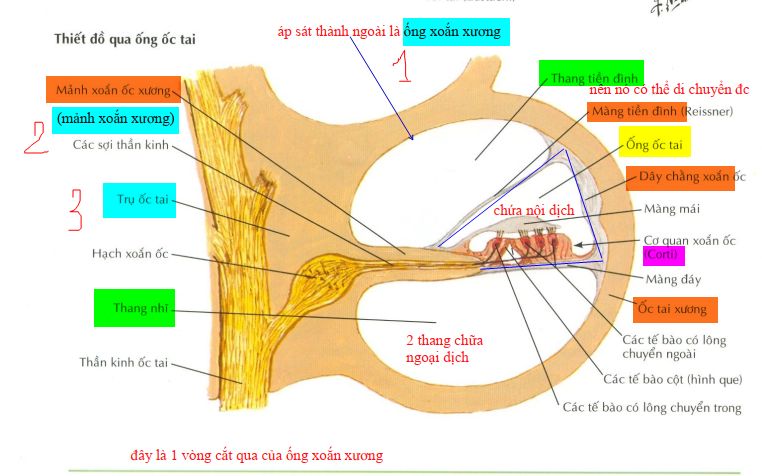 Thiết đồ qua ống ốc tai
áp sát thành ngoài là ống xoắn xương
1
Thang tiền đình
nên nó có thể di chuyển đc
Mảnh xoắn ốc xương
(mảnh xoắn xương)
2
Các sợi thần kinh
Màng tiền đình (Reissner)
Ống ốc tai
Dây chằng xoắn ốc
3
Trụ ốc tai
chứa nội dịch
Màng mái
Hạch xoắn ốc
Cơ quan xoắn ốc
(Corti)
Màng đáy
Thang nhĩ
Ốc tai xương
2 thang chữa
ngoại dịch
Các tế bào có lông
chuyển ngoài
Thần kinh ốc tai
Các tế bào cột (hình que)
Các tế bào có lông chuyển trong
đây là 1 vòng cắt qua của ống xoắn xương